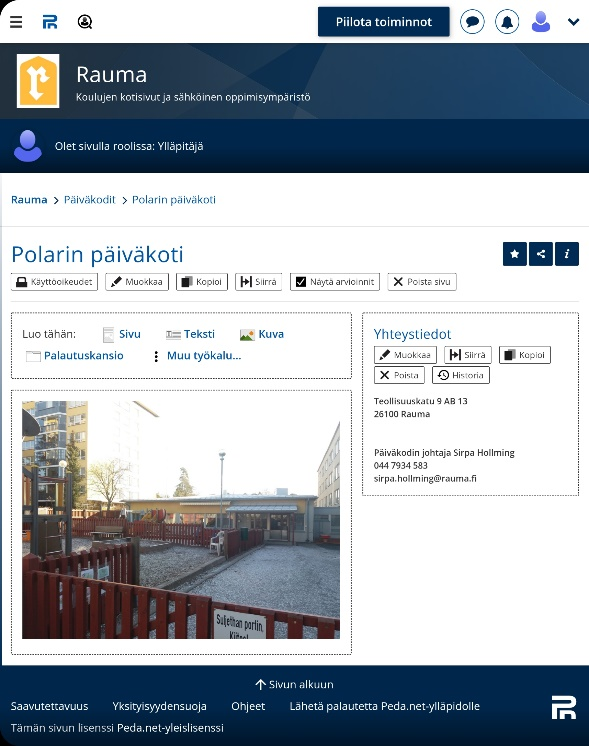 Piilota toiminnot
Rauma
Koulujen kotisivut ja sähköinen oppimisympäristö
Olet sivulla roolissa: Ylläpitäjä
Rauma > Päiväkodit > Polarin päiväkoti
Polarin päiväkoti
Käyttöoikeudet Muokkaa Kopioi Siirrä Näytä arvioinnit Poista sivu
Luo tähän: Sivu Teksti Kuva
Palautuskansio Muu työkalu...
Suljethan portin.
Kiitos!
Yhteystiedot
Muokkaa Siirrä Kopioi
Poista Historia
Teollisuuskatu 9 AB 13
26100 Rauma
Päiväkodin johtaja Sirpa Hollming
044 7934 583
sirpa.hollming@rauma.fi
Sivun alkuun
Saavutettavuus Yksityisyydensuoja Ohjeet Lähetä palautetta Peda.net-ylläpidolle
Tämän sivun lisenssi Peda.net-yleislisenssi